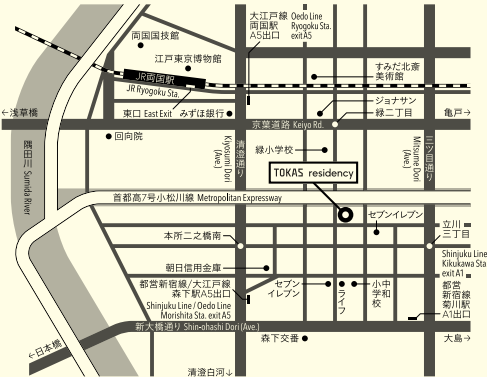 大江戸線 Oedo Line
両国駅 Ryogoku Sta.
A5出口 exit A5
両国国技館
江戸東京博物館
JR両国駅
JR Ryogoku Sta.
すみだ北斎
美術館
←浅草橋
東口 East Exit
みずほ銀行
ジョナサン
緑二丁目
亀戸→
京葉道路 Keiyo Rd.
回向院
隅田川 Sumida River
Kiyosumi Dori
(Ave.)
清澄通り
緑小学校
Mitsume Dori
(Ave.)
三ツ目通り
TOKAS residency
首都高7号小松川線 Metropolitan Expressway
セブンイレブン
本所二之橋南
立川
三丁目
朝日信用金庫
Shinjuku Line
Kikukawa Sta.
exit A1
都営新宿線/大江戸線
森下駅A5出口
Shinjuku Line / Oedo Line
Morishita Sta. exit A5
セブン
イレブン
ライフ
小中
学和
校
都営
新宿線
菊川駅
A1出口
新大橋通り Shin-ohashi Dori (Ave.)
←日本橋
森下交番
大島→
清澄白河↓